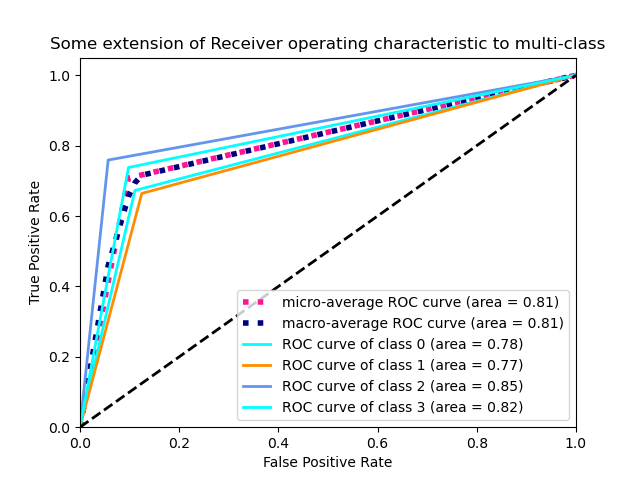 Some extension of Receiver operating characteristic to multi-class
1.0
0.8
0.6
0.4
0.2
0.0
True Positive Rate
micro-average ROC curve (area = 0.81)
macro-average ROC curve (area = 0.81)
ROC curve of class 0 (area = 0.78)
ROC curve of class 1 (area = 0.77)
ROC curve of class 2 (area = 0.85)
ROC curve of class 3 (area = 0.82)
0.0 0.2 0.4 0.6 0.8 1.0
False Positive Rate